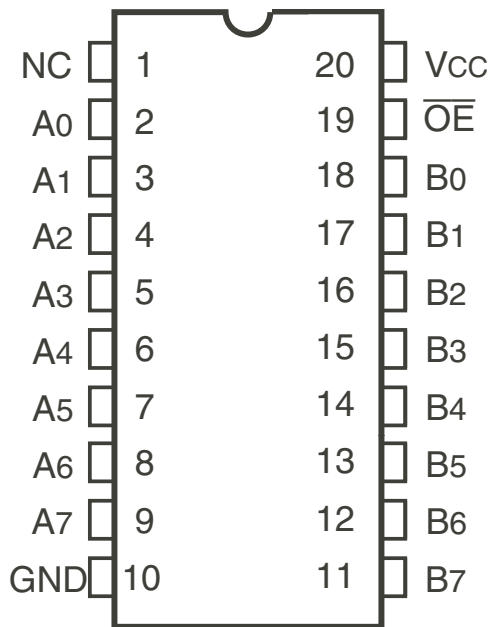 NC 1 20 VCC
A0 2 19 O̅E̅
A1 3 18 B0
A2 4 17 B1
A3 5 16 B2
A4 6 15 B3
A5 7 14 B4
A6 8 13 B5
A7 9 12 B6
GND 10 11 B7